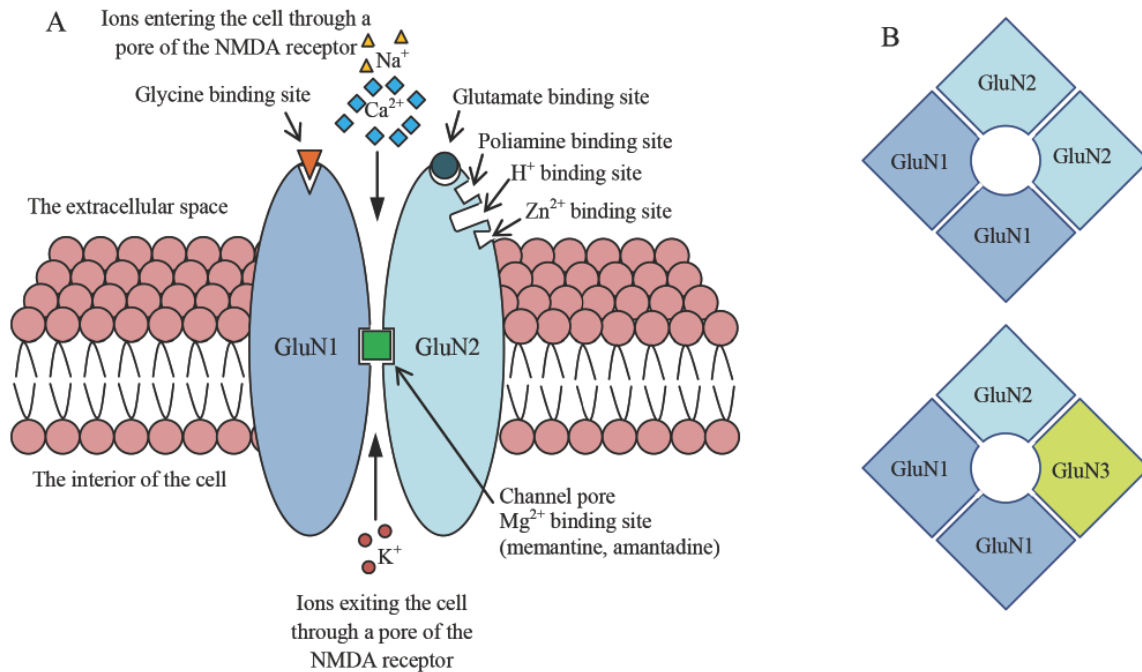 A
Ions entering the cell through a
pore of the NMDA receptor
Na⁺
Ca²⁺
Glycine binding site
Glutamate binding site
Poliamine binding site
H⁺ binding site
Zn²⁺ binding site
The extracellular space
GluN1
GluN2
The interior of the cell
Channel pore
Mg²⁺ binding site
(memantine, amantadine)
K⁺
Ions exiting the cell
through a pore of the
NMDA receptor
B
GluN2
GluN1
GluN2
GluN1
GluN2
GluN1
GluN3
GluN1